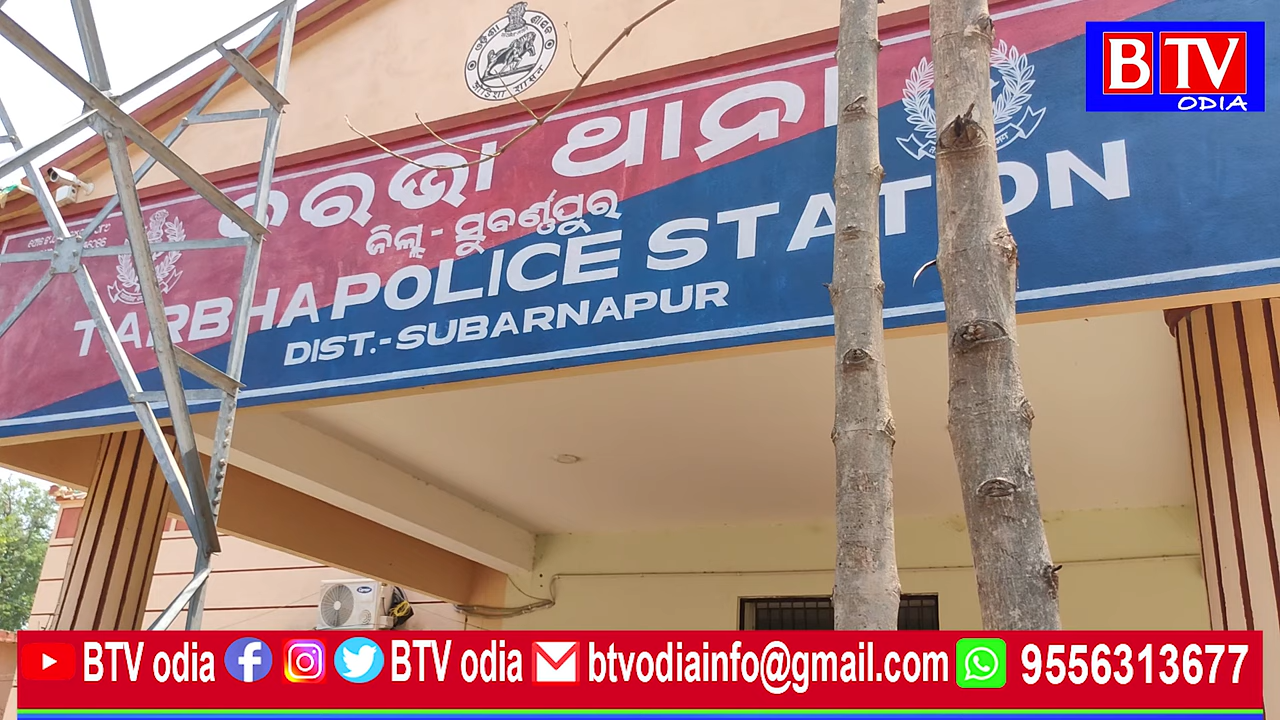 BTV
ODIA
ତରଭା ଥାନା
ଜିଲ୍ଲା - ସୁବର୍ଣ୍ଣପୁର
TARBHA POLICE STATION
DIST.-SUBARNAPUR
BTV odia BTV odia btvodiainfo@gmail.com 9556313677